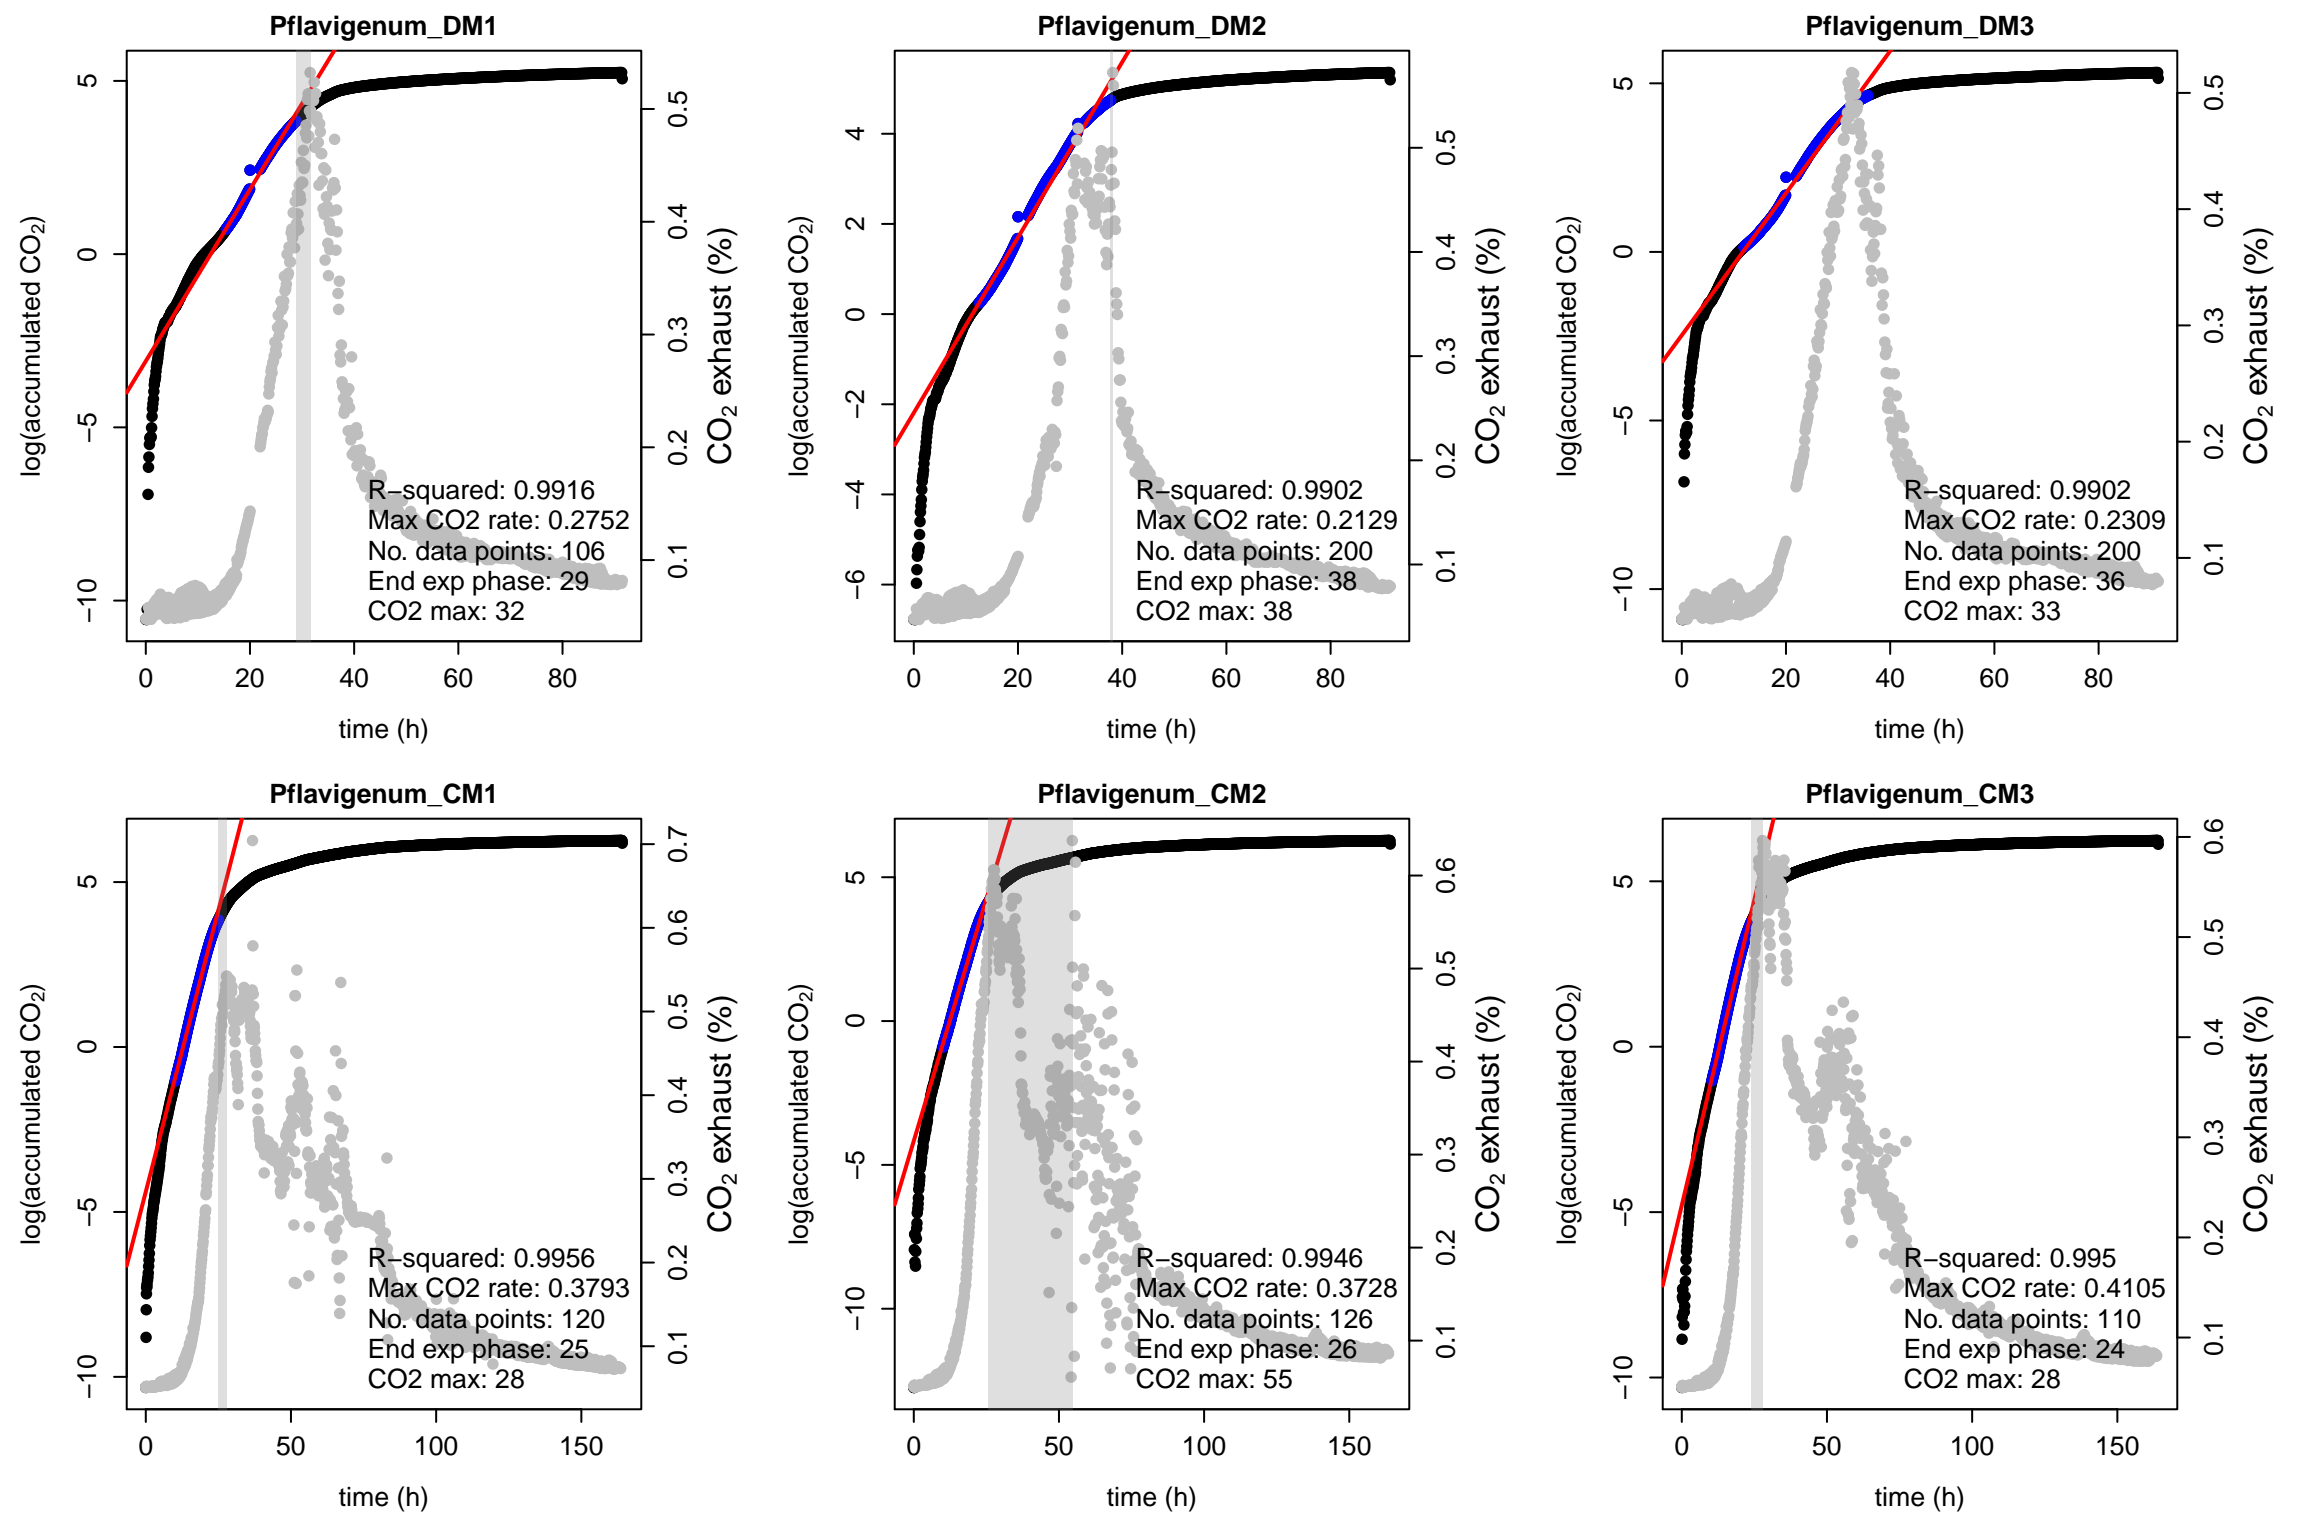 Pflavigenum_DM1
log(accumulated CO2)
5
0
−5
−10
0.5
0.4
0.3
0.2
0.1
CO2 exhaust (%)
R−squared: 0.9916
Max CO2 rate: 0.2752
No. data points: 106
End exp phase: 29
CO2 max: 32
0 20 40 60 80
time (h)
Pflavigenum_DM2
log(accumulated CO2)
4
2
0
−2
−4
−6
0.5
0.4
0.3
0.2
0.1
CO2 exhaust (%)
R−squared: 0.9902
Max CO2 rate: 0.2129
No. data points: 200
End exp phase: 38
CO2 max: 38
0 20 40 60 80
time (h)
Pflavigenum_DM3
log(accumulated CO2)
5
0
−5
−10
0.5
0.4
0.3
0.2
0.1
CO2 exhaust (%)
R−squared: 0.9902
Max CO2 rate: 0.2309
No. data points: 200
End exp phase: 36
CO2 max: 33
0 20 40 60 80
time (h)
Pflavigenum_CM1
log(accumulated CO2)
5
0
−5
−10
0.7
0.6
0.5
0.4
0.3
0.2
0.1
CO2 exhaust (%)
R−squared: 0.9956
Max CO2 rate: 0.3793
No. data points: 120
End exp phase: 25
CO2 max: 28
0 50 100 150
time (h)
Pflavigenum_CM2
log(accumulated CO2)
5
0
−5
−10
0.6
0.5
0.4
0.3
0.2
0.1
CO2 exhaust (%)
R−squared: 0.9946
Max CO2 rate: 0.3728
No. data points: 126
End exp phase: 26
CO2 max: 55
0 50 100 150
time (h)
Pflavigenum_CM3
log(accumulated CO2)
5
0
−5
−10
0.6
0.5
0.4
0.3
0.2
0.1
CO2 exhaust (%)
R−squared: 0.995
Max CO2 rate: 0.4105
No. data points: 110
End exp phase: 24
CO2 max: 28
0 50 100 150
time (h)